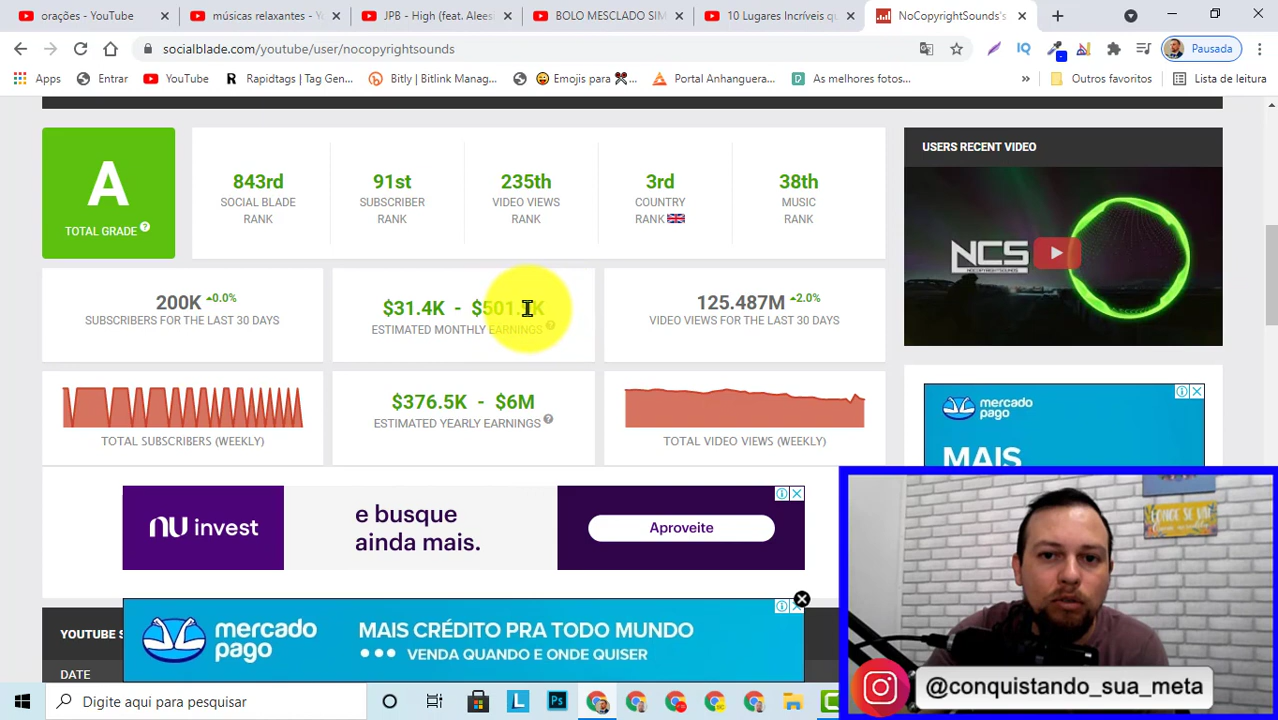 orações - YouTube
músicas relaxantes - Y
JPB - High (feat. Alees
BOLO MESCLADO SIM
10 Lugares Incríveis qu
NoCopyrightSounds's
socialblade.com/youtube/user/nocopyrightsounds
IQ
Pausada
Apps
Entrar
YouTube
Rapidtags | Tag Gen...
Bitly | Bitlink Manag...
Emojis para
Portal Anhanguera...
As melhores fotos...
»
Outros favoritos
Lista de leitura
A
TOTAL GRADE
843rd
SOCIAL BLADE
RANK
91st
SUBSCRIBER
RANK
235th
VIDEO VIEWS
RANK
3rd
COUNTRY
RANK
38th
MUSIC
RANK
USERS RECENT VIDEO
NCS
200K 0.0%
SUBSCRIBERS FOR THE LAST 30 DAYS
$31.4K -
ESTIMATED MONTHLY EARNINGS
125.487M 2.0%
VIDEO VIEWS FOR THE LAST 30 DAYS
TOTAL SUBSCRIBERS (WEEKLY)
$376.5K - $6M
ESTIMATED YEARLY EARNINGS
TOTAL VIDEO VIEWS (WEEKLY)
mercado
pago
MAIS
nu invest
e busque
ainda mais.
Aproveite
mercado
pago
MAIS CRÉDITO PRA TODO MUNDO
VENDA QUANDO E ONDE QUISER
YOUTUBE S
DATE
@conquistando_sua_meta
Digite aqui para pesquisar
L
Ps